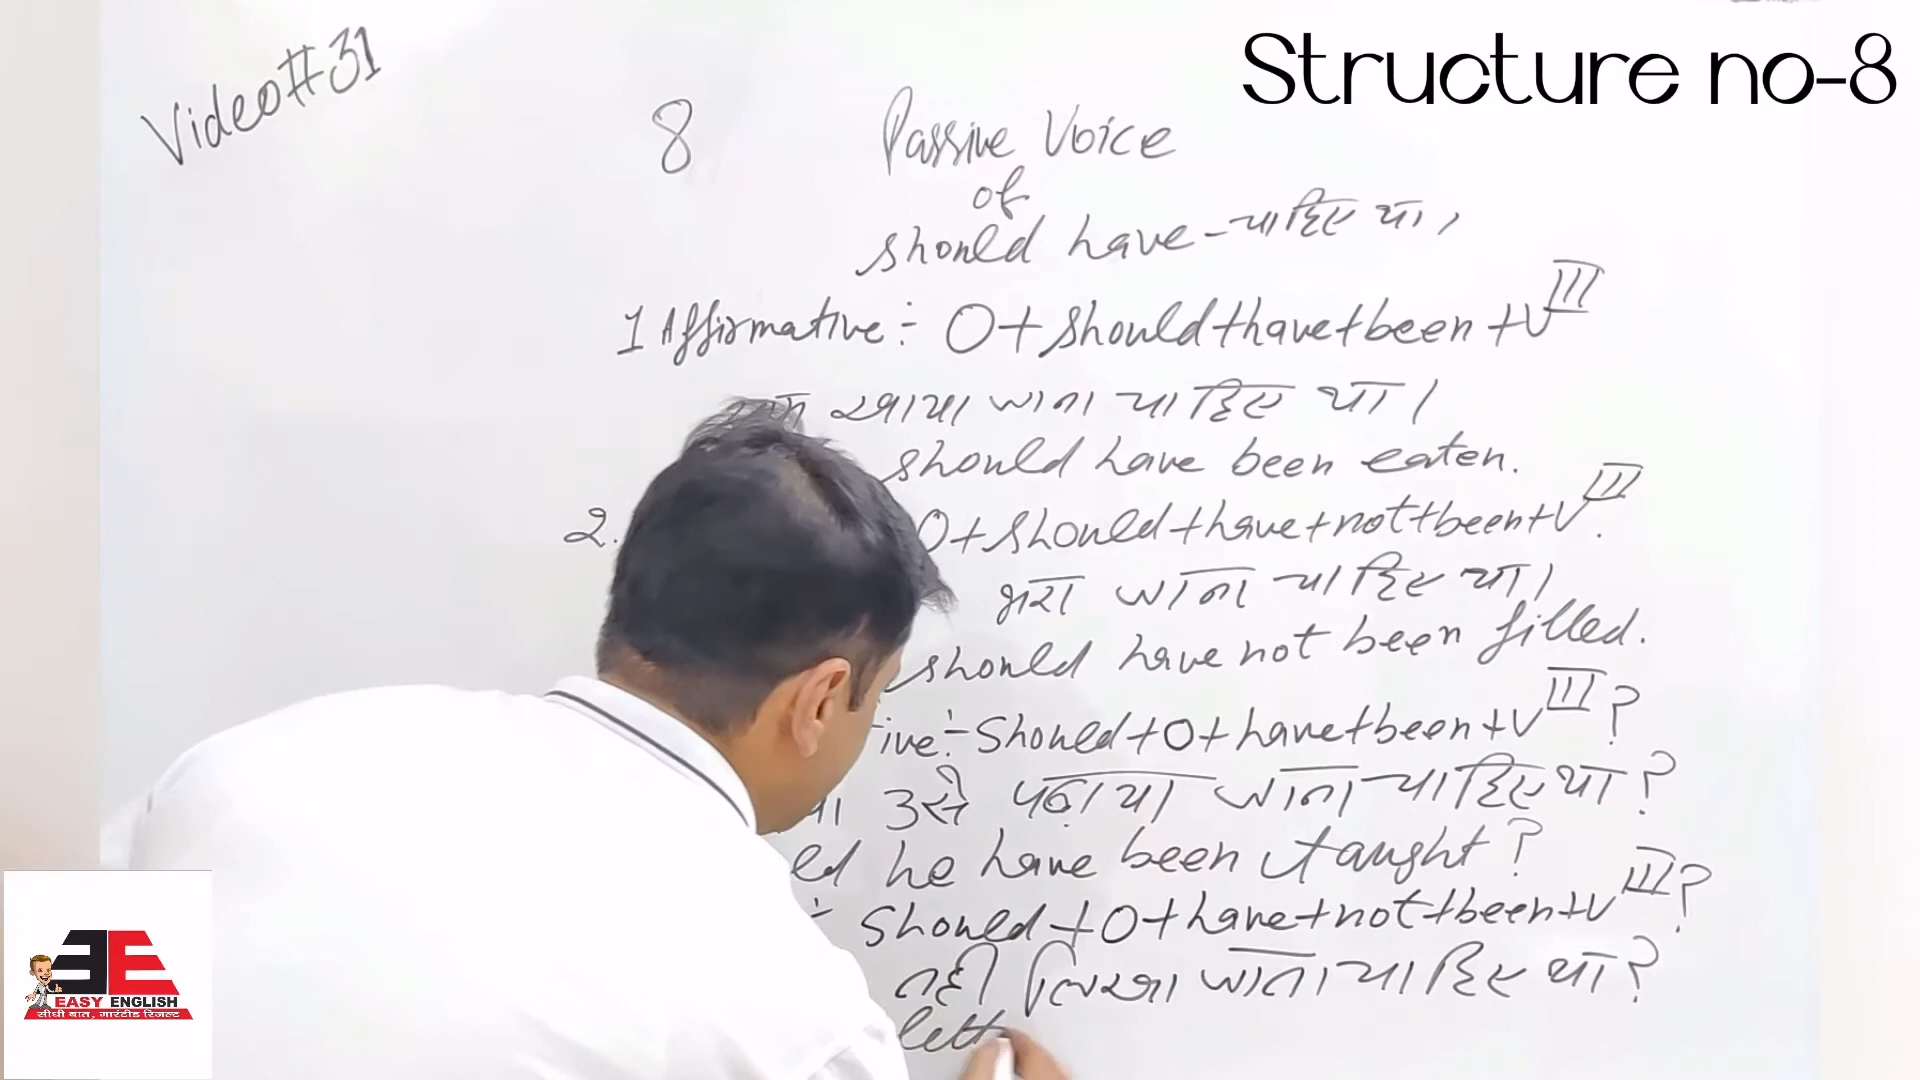 Video#31
Structure no-8
8 Passive Voice
of
should have-चाहिए था।
1 Affirmative:- O+should+have+been+V III
खाया जाना चाहिए था।
should have been eaten.
2. O+should+have+not+been+V III.
भरा जाना चाहिए था।
should have not been filled.
ive:- Should+O+have+been+V III?
उसे पढ़ाया जाना चाहिए था?
ld he have been taught?
:- Should+O+have+not+been+V III?
नही लिखा जाना चाहिए था?
lett
EASY ENGLISH
सीधी बात, गारंटीड रिजल्ट